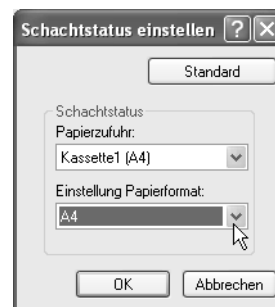 Schachtstatus einstellen
Standard
Schachtstatus
Papierzufuhr:
Kassette1 (A4)
Einstellung Papierformat:
A4
OK Abbrechen